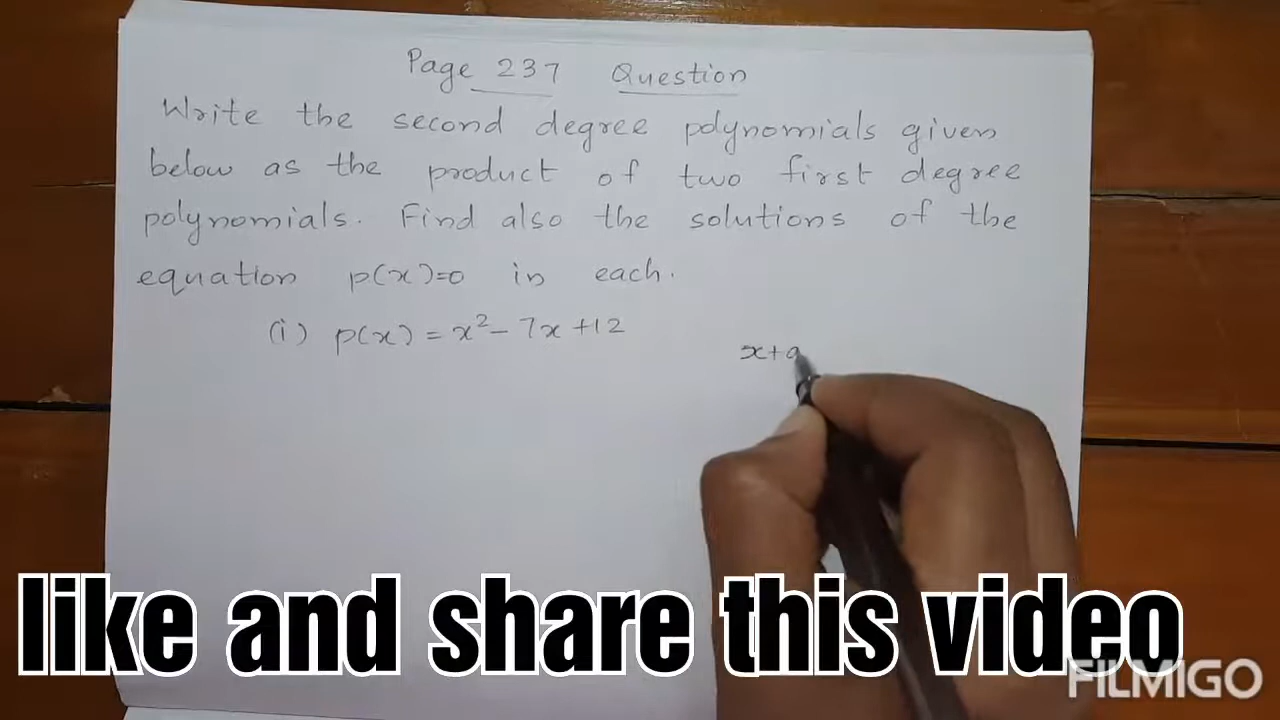 Page 237 Question
Write the second degree polynomials given
below as the product of two first degree
polynomials. Find also the solutions of the
equation p(x)=0 in each.
(i) p(x) = x² - 7x + 12
x+a
like and share this video
FILMIGO